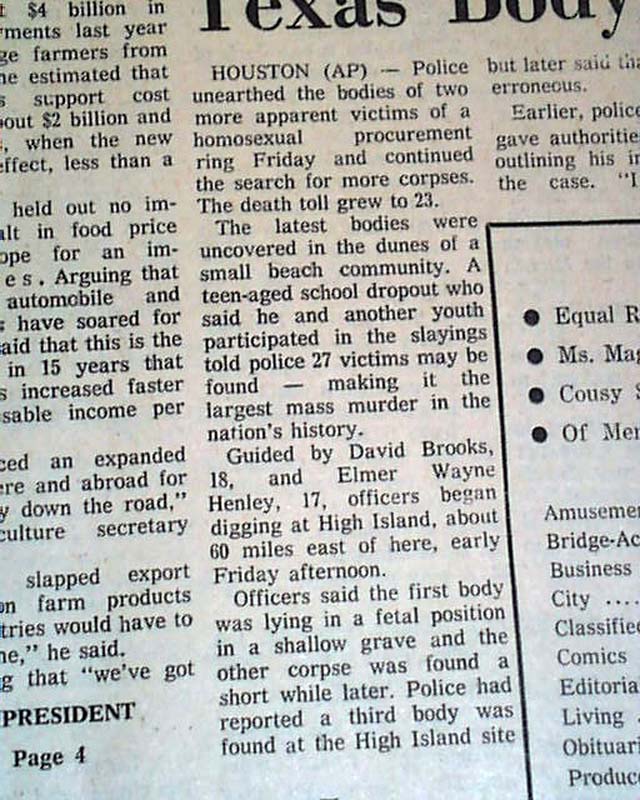 $4 billion in
ments last year
ge farmers from
he estimated that
s support cost
out $2 billion and
, when the new
effect, less than a
held out no im-
alt in food price
ope for an im-
e s . Arguing that
automobile and
have soared for
aid that this is the
in 15 years that
s increased faster
sable income per
ced an expanded
ere and abroad for
y down the road,"
culture secretary
slapped export
on farm products
tries would have to
ne," he said.
g that "we've got
PRESIDENT
Page 4
Texas Body
HOUSTON (AP) — Police
unearthed the bodies of two
more apparent victims of a
homosexual procurement
ring Friday and continued
the search for more corpses.
The death toll grew to 23.
The latest bodies were
uncovered in the dunes of a
small beach community. A
teen-aged school dropout who
said he and another youth
participated in the slayings
told police 27 victims may be
found — making it the
largest mass murder in the
nation's history.
Guided by David Brooks,
18, and Elmer Wayne
Henley, 17, officers began
digging at High Island, about
60 miles east of here, early
Friday afternoon.
Officers said the first body
was lying in a fetal position
in a shallow grave and the
other corpse was found a
short while later. Police had
reported a third body was
found at the High Island site
but later said tha
erroneous.
Earlier, police
gave authoritie
outlining his in
the case. "I
● Equal R
● Ms. Mag
● Cousy S
● Of Mer
Amusemen
Bridge-Ac
Business
City ....
Classified
Comics
Editoria
Living .
Obituari
Produc